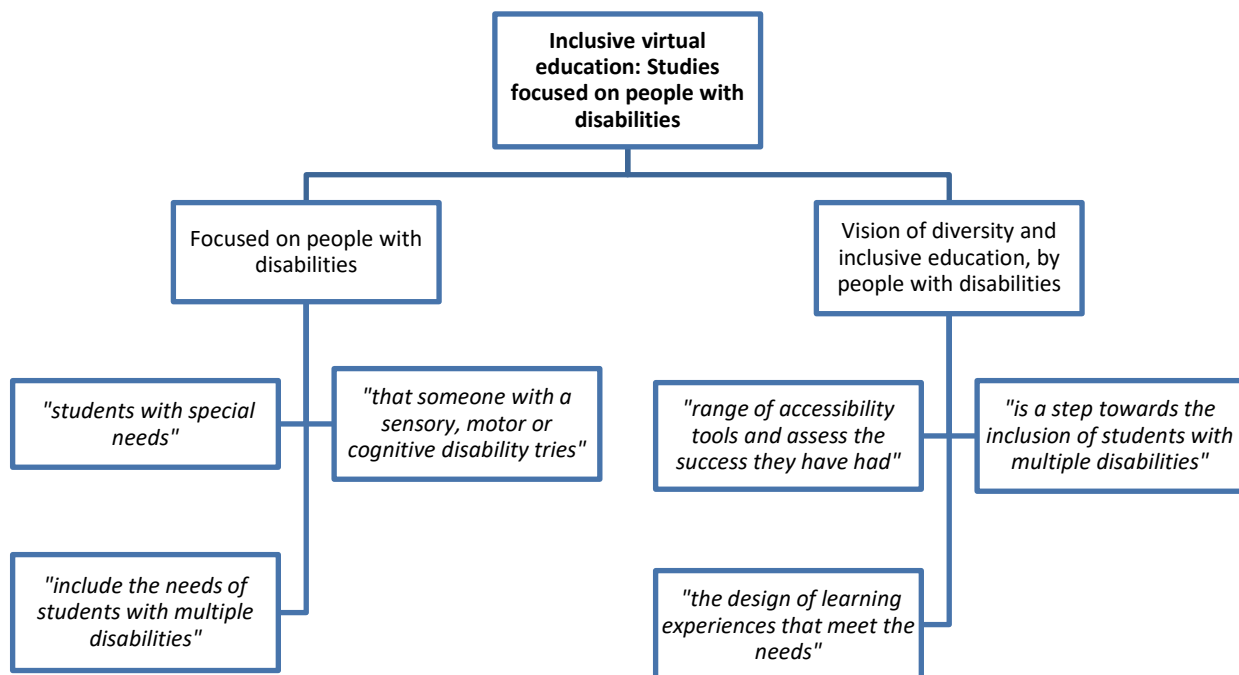 Inclusive virtual
education: Studies
focused on people with
disabilities
Focused on people with
disabilities
Vision of diversity and
inclusive education, by
people with disabilities
"students with special
needs"
"that someone with a
sensory, motor or
cognitive disability tries"
"range of accessibility
tools and assess the
success they have had"
"is a step towards the
inclusion of students with
multiple disabilities"
"include the needs of
students with multiple
disabilities"
"the design of learning
experiences that meet the
needs"